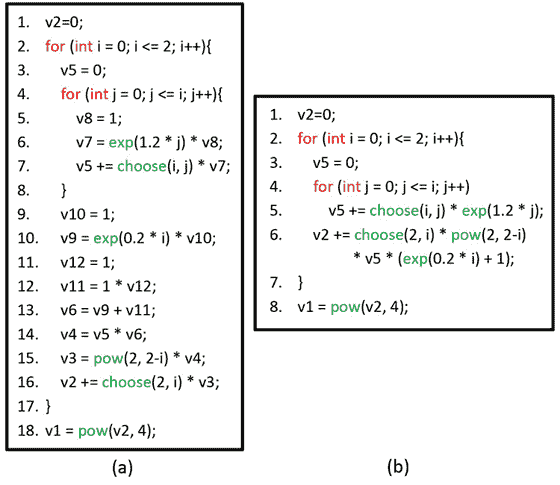 1. v2=0;
2. for (int i = 0; i <= 2; i++){
3. v5 = 0;
4. for (int j = 0; j <= i; j++){
5. v8 = 1;
6. v7 = exp(1.2 * j) * v8;
7. v5 += choose(i, j) * v7;
8. }
9. v10 = 1;
10. v9 = exp(0.2 * i) * v10;
11. v12 = 1;
12. v11 = 1 * v12;
13. v6 = v9 + v11;
14. v4 = v5 * v6;
15. v3 = pow(2, 2-i) * v4;
16. v2 += choose(2, i) * v3;
17. }
18. v1 = pow(v2, 4);
(a)
1. v2=0;
2. for (int i = 0; i <= 2; i++){
3. v5 = 0;
4. for (int j = 0; j <= i; j++)
5. v5 += choose(i, j) * exp(1.2 * j);
6. v2 += choose(2, i) * pow(2, 2-i)
* v5 * (exp(0.2 * i) + 1);
7. }
8. v1 = pow(v2, 4);
(b)